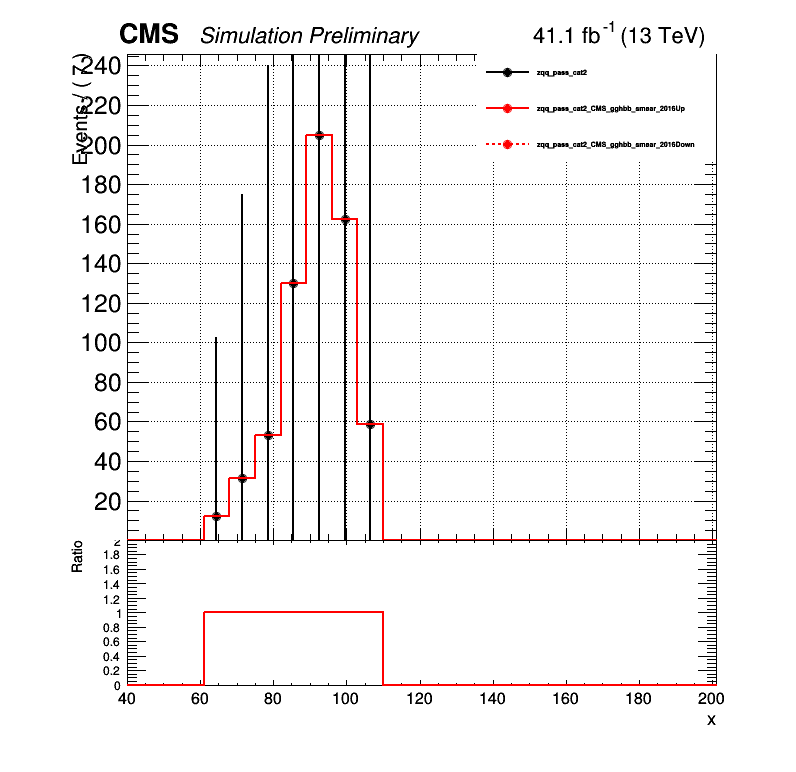 CMS Simulation Preliminary 41.1 fb-1 (13 TeV)
Events / ( 7 )
240
220
200
180
160
140
120
100
80
60
40
20
zqq_pass_cat2
zqq_pass_cat2_CMS_gghbb_smear_2016Up
zqq_pass_cat2_CMS_gghbb_smear_2016Down
Ratio
2
1.8
1.6
1.4
1.2
1
0.8
0.6
0.4
0.2
0
40 60 80 100 120 140 160 180 200
x